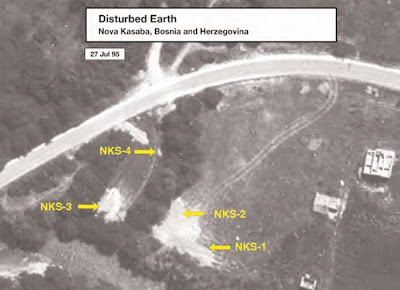 Disturbed Earth
Nova Kasaba, Bosnia and Herzegovina
27 Jul 95
NKS-4
NKS-3
NKS-2
NKS-1